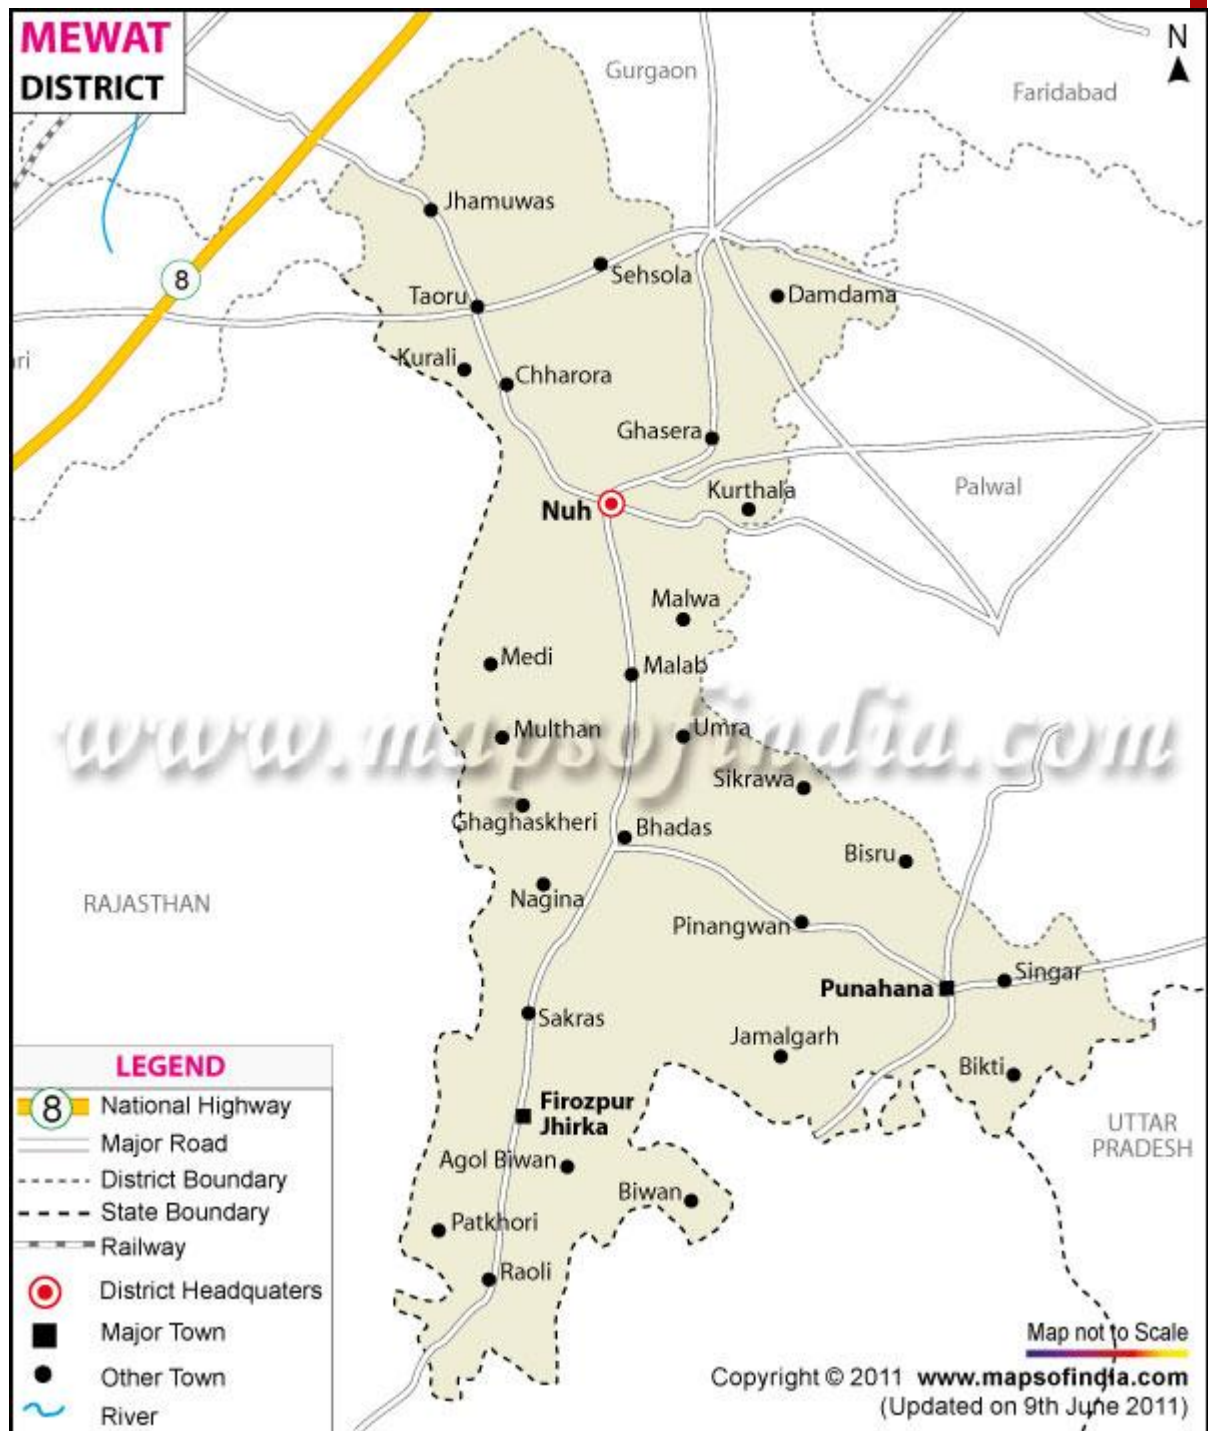 MEWAT
DISTRICT
N
Gurgaon
Faridabad
Jhamuwas
8
Sehsola
Taoru
Damdama
ri
Kurali
Chharora
Ghasera
Palwal
Kurthala
Nuh
Malwa
Medi
Malab
www.mapsofindia.com
Multhan
Umra
Sikrawa
Ghaghaskheri
Bhadas
Bisru
Nagina
RAJASTHAN
Pinangwan
Singar
Punahana
Sakras
Jamalgarh
Bikti
Firozpur
Jhirka
UTTAR
PRADESH
Agol Biwan
Biwan
Patkhori
Raoli
LEGEND
8 National Highway
Major Road
District Boundary
State Boundary
Railway
District Headquaters
Major Town
Other Town
River
Map not to Scale
Copyright © 2011 www.mapsofindia.com
(Updated on 9th June 2011)